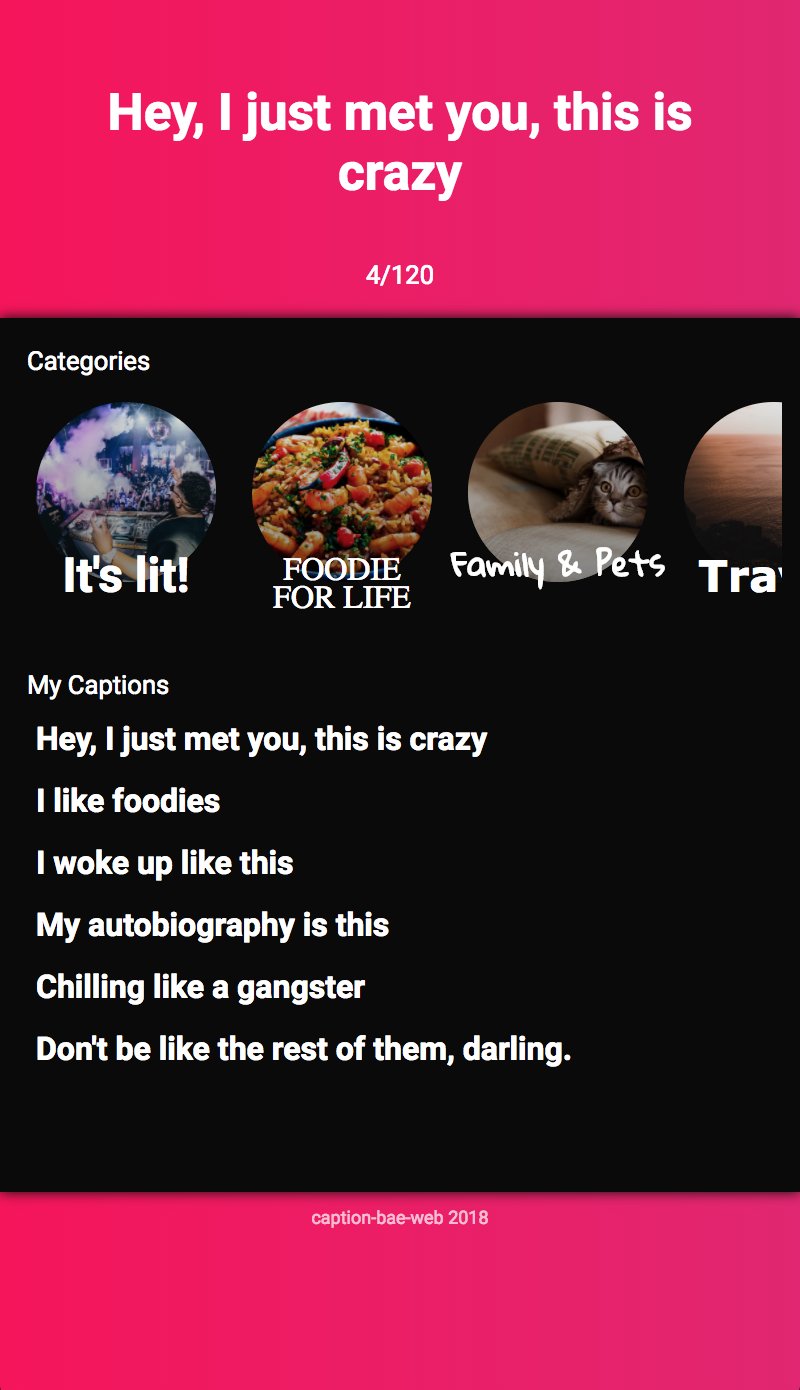 Hey, I just met you, this is
crazy
4/120
Categories
It's lit!
FOODIE
FOR LIFE
Family & Pets
Trav
My Captions
Hey, I just met you, this is crazy
I like foodies
I woke up like this
My autobiography is this
Chilling like a gangster
Don't be like the rest of them, darling.
caption-bae-web 2018